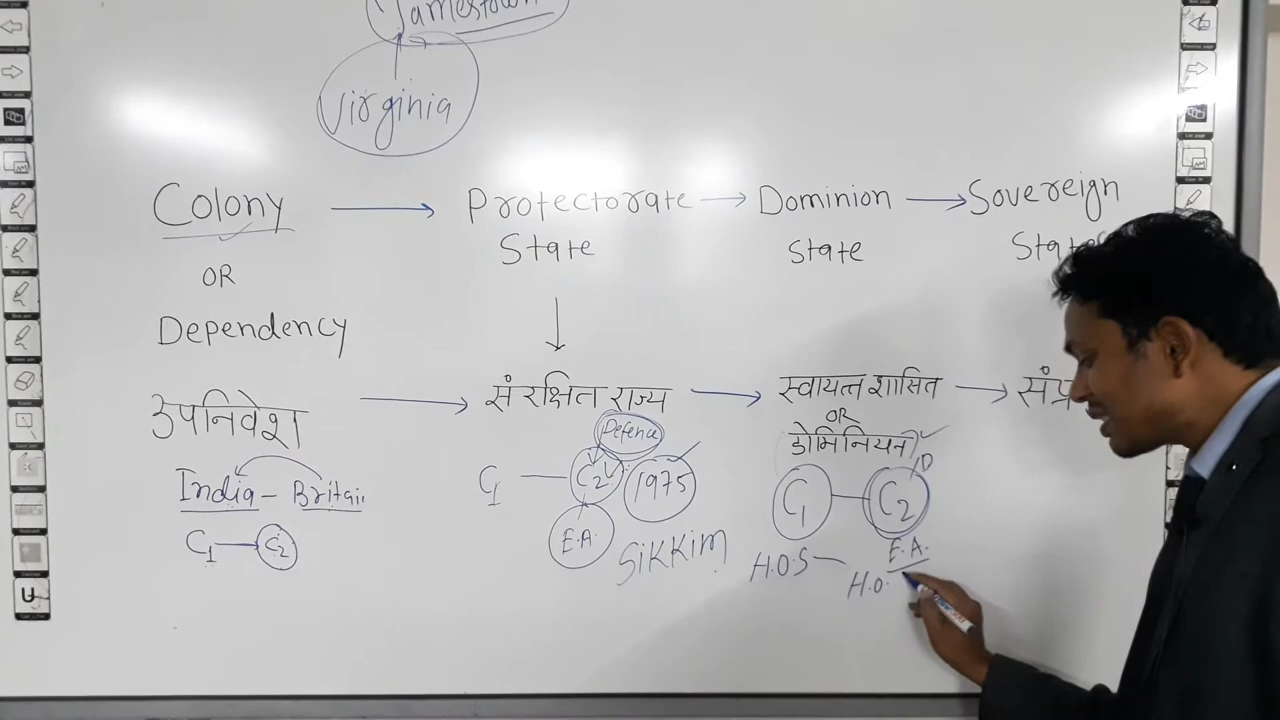 Jamestown
Virginia
Colony → Protectorate State → Dominion State → Sovereign State
OR
Dependency
उपनिवेश → संरक्षित राज्य → स्वायत्त शासित →
OR
डोमिनियन
Defence
India - Britain
C1 → C2
C1 — C2
1975
E.A.
SIKKIM
C1 — C2
D
E.A.
H.O.S —
H.O.